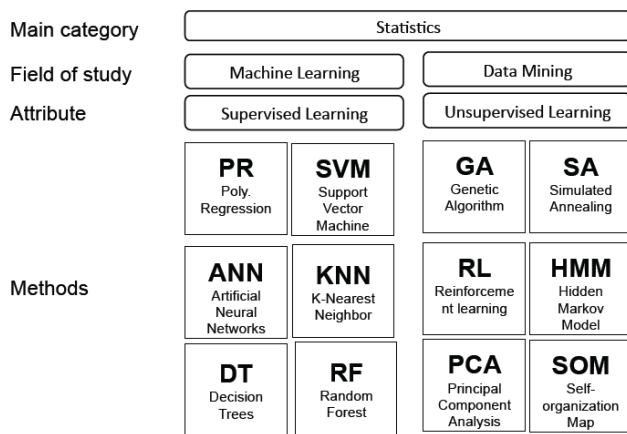 Main category
Statistics
Field of study
Machine Learning
Data Mining
Attribute
Supervised Learning
Unsupervised Learning
Methods
PR
Poly.
Regression
SVM
Support
Vector
Machine
GA
Genetic
Algorithm
SA
Simulated
Annealing
ANN
Artificial
Neural
Networks
KNN
K-Nearest
Neighbor
RL
Reinforceme
nt learning
HMM
Hidden
Markov
Model
DT
Decision
Trees
RF
Random
Forest
PCA
Principal
Component
Analysis
SOM
Self-
organization
Map